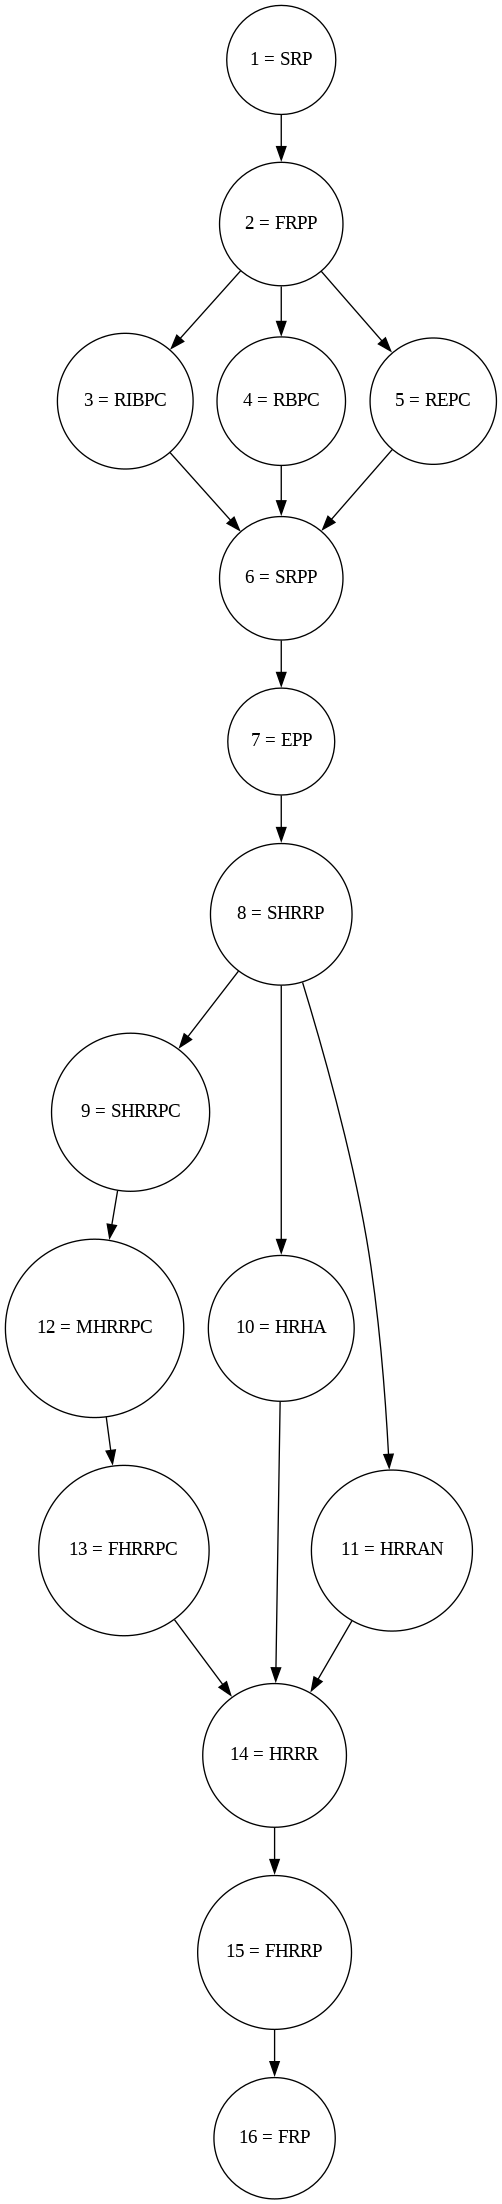 1 = SRP
2 = FRPP
3 = RIBPC
4 = RBPC
5 = REPC
6 = SRPP
7 = EPP
8 = SHRRP
9 = SHRRPC
12 = MHRRPC
10 = HRHA
13 = FHRRPC
11 = HRRAN
14 = HRRR
15 = FHRRP
16 = FRP